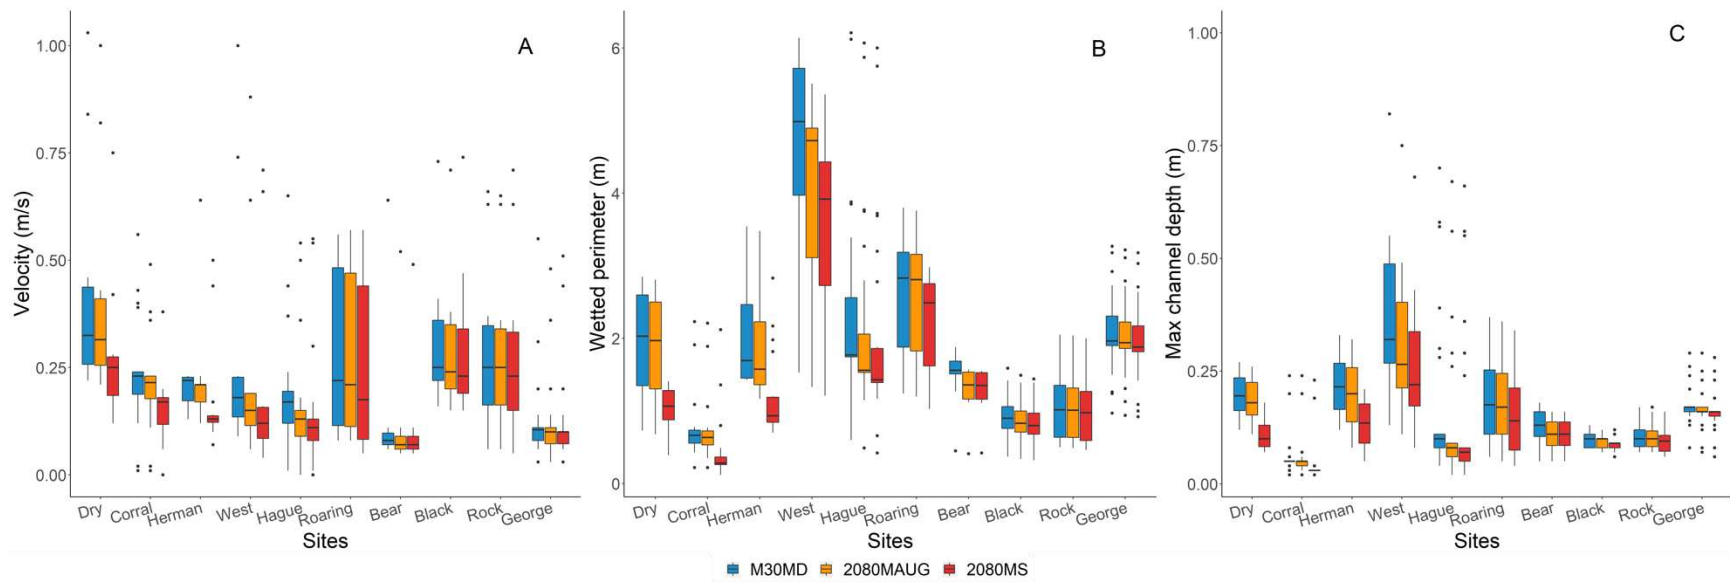 A
1.00
0.75
0.50
0.25
0.00
Velocity (m/s)
Dry Corral Herman West Hague Roaring Bear Black Rock George
Sites
B
6
4
2
0
Wetted perimeter (m)
Dry Corral Herman West Hague Roaring Bear Black Rock George
Sites
C
1.00
0.75
0.50
0.25
0.00
Max channel depth (m)
Dry Corral Herman West Hague Roaring Bear Black Rock George
Sites
M30MD 2080MAUG 2080MS